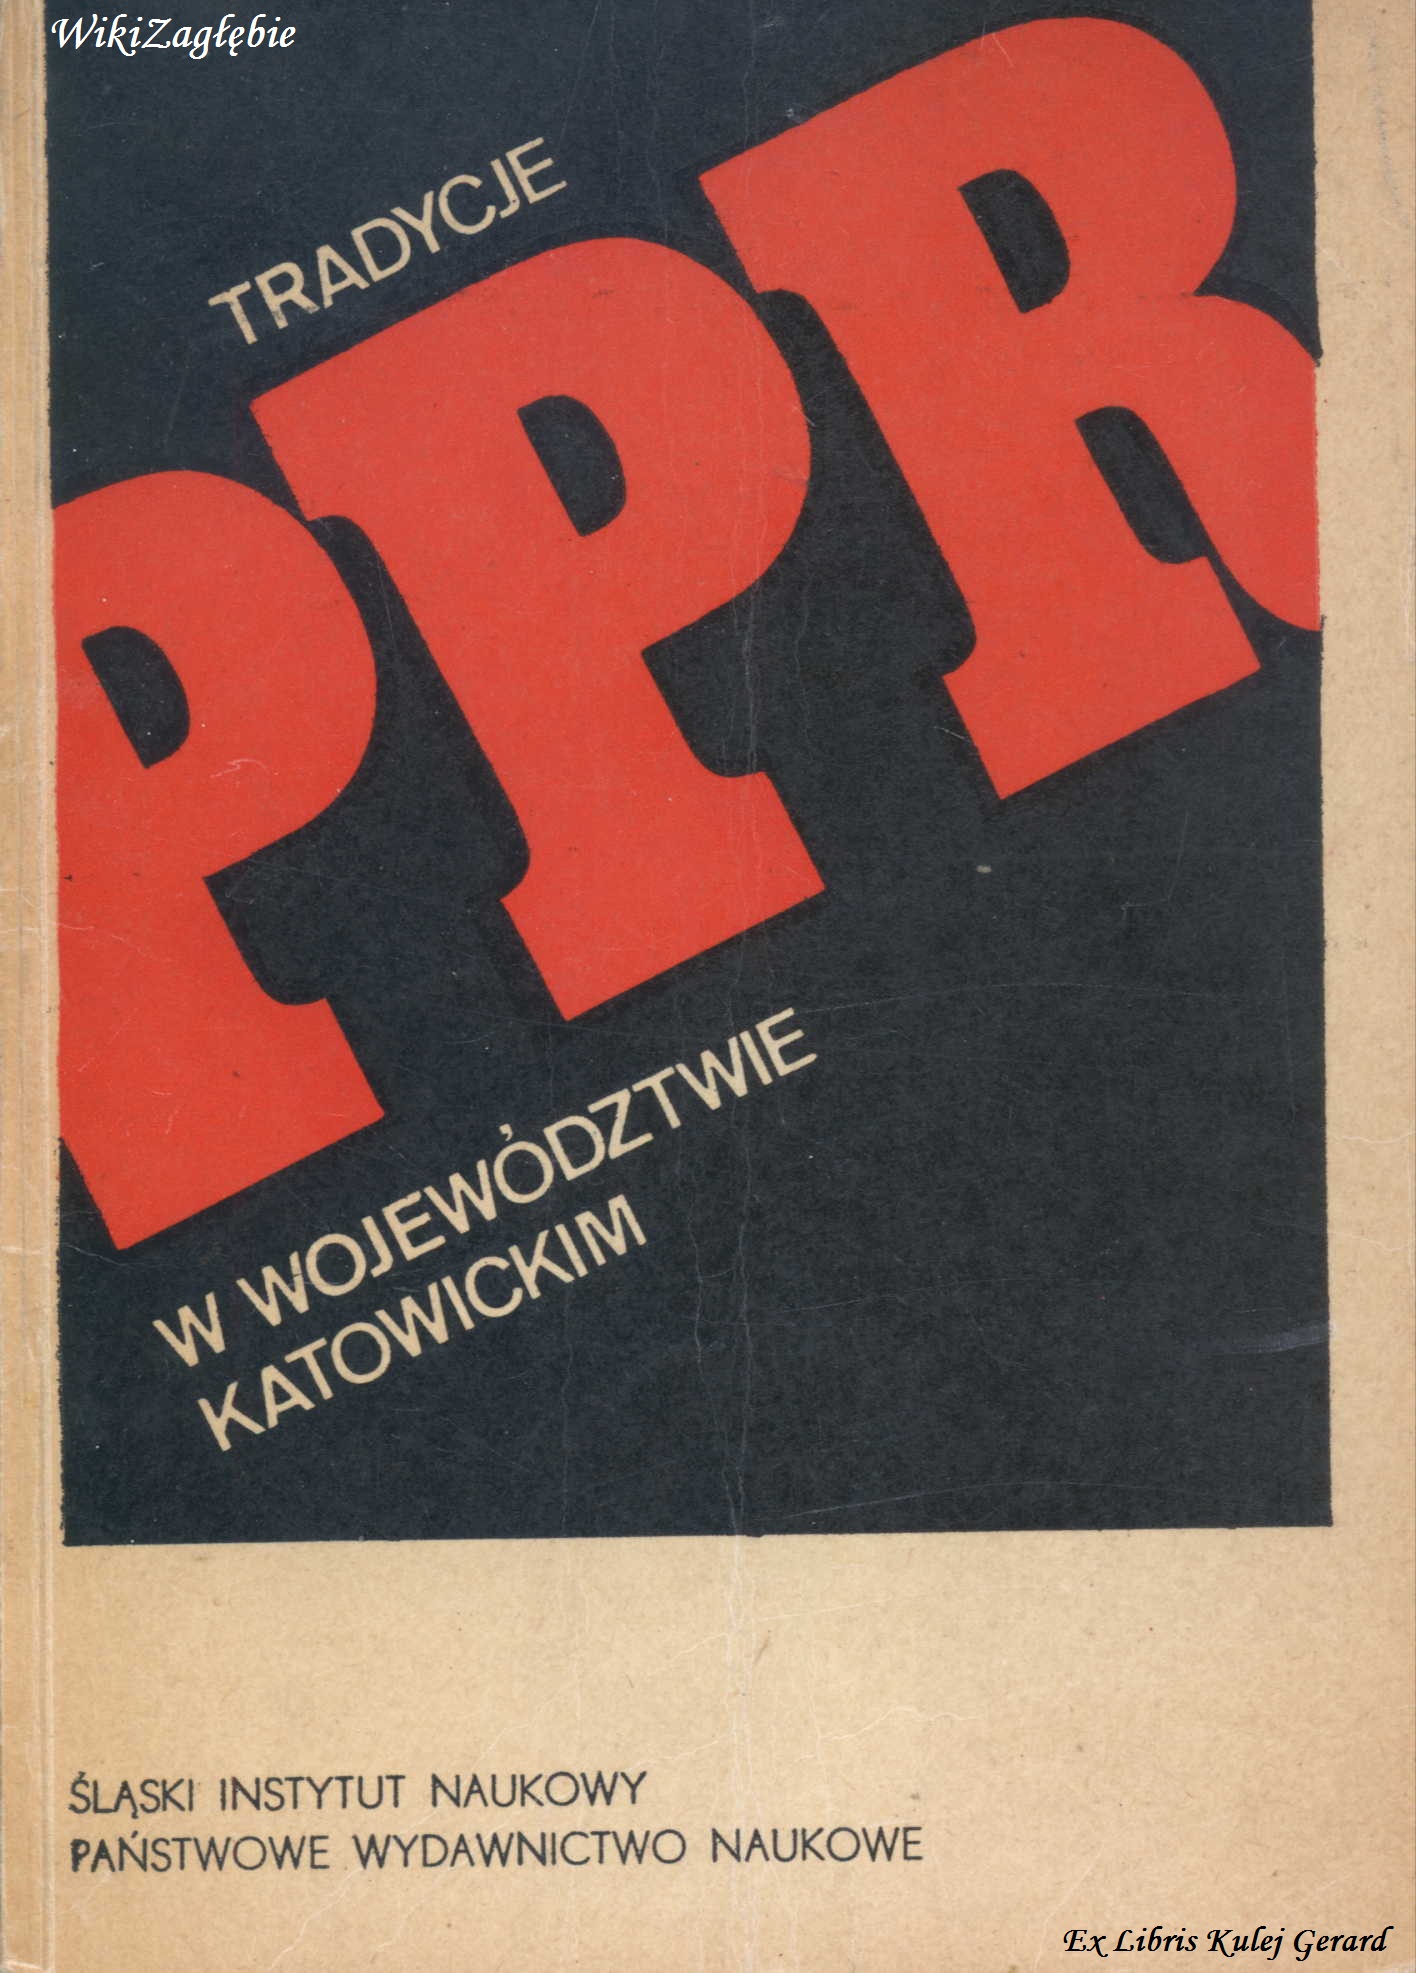 WikiZagłębie
TRADYCJE
PPR
W WOJEWÓDZTWIE
KATOWICKIM
ŚLĄSKI INSTYTUT NAUKOWY
PAŃSTWOWE WYDAWNICTWO NAUKOWE
Ex Libris Kulej Gerard